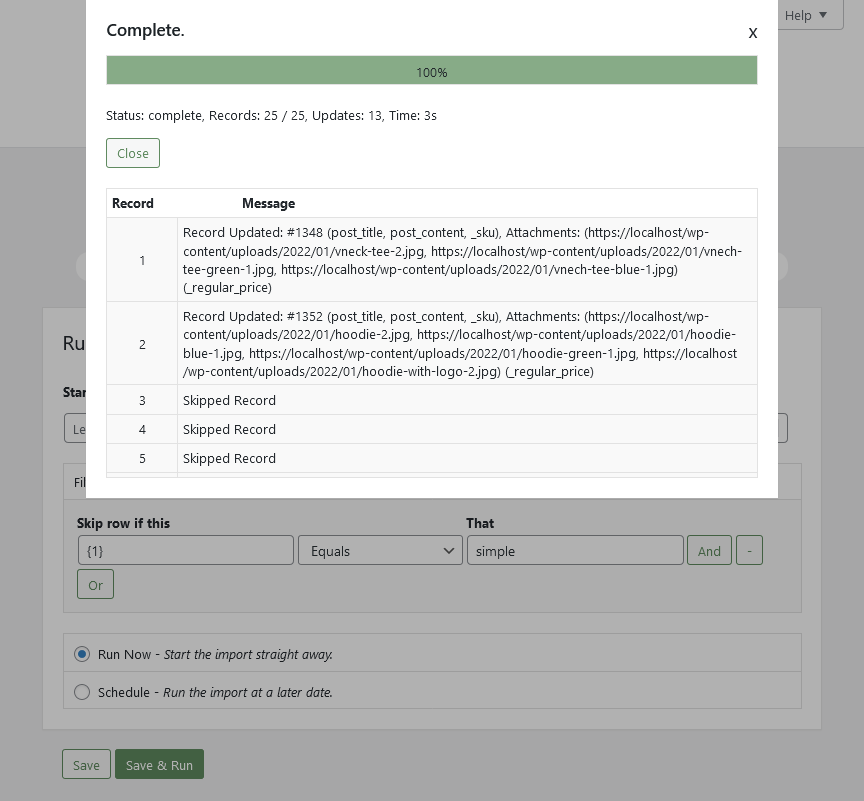 Help ▼
Complete.
X
100%
Status: complete, Records: 25 / 25, Updates: 13, Time: 3s
Close
Record Message
1 Record Updated: #1348 (post_title, post_content, _sku), Attachments: (https://localhost/wp-
content/uploads/2022/01/vneck-tee-2.jpg, https://localhost/wp-content/uploads/2022/01/vnech-
tee-green-1.jpg, https://localhost/wp-content/uploads/2022/01/vnech-tee-blue-1.jpg)
(_regular_price)
2 Record Updated: #1352 (post_title, post_content, _sku), Attachments: (https://localhost/wp-
content/uploads/2022/01/hoodie-2.jpg, https://localhost/wp-content/uploads/2022/01/hoodie-
blue-1.jpg, https://localhost/wp-content/uploads/2022/01/hoodie-green-1.jpg, https://localhost
/wp-content/uploads/2022/01/hoodie-with-logo-2.jpg) (_regular_price)
3 Skipped Record
4 Skipped Record
5 Skipped Record
Skip row if this That
{1} Equals simple And -
Or
Run Now - Start the import straight away.
Schedule - Run the import at a later date.
Save Save & Run